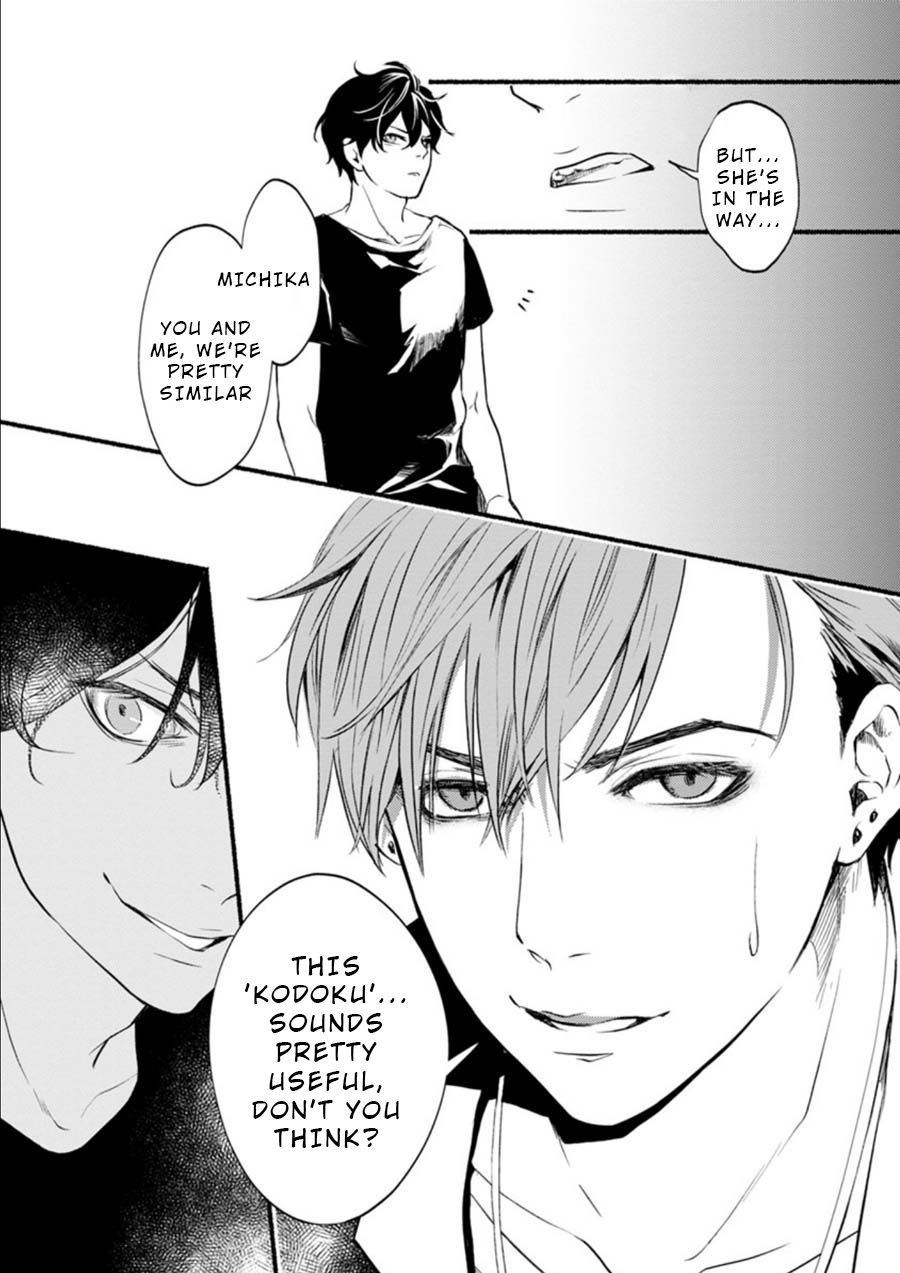 BUT...
SHE'S
IN THE
WAY...
MICHIKA
YOU AND
ME, WE'RE
PRETTY
SIMILAR
THIS
'KODOKU'...
SOUNDS
PRETTY
USEFUL,
DON'T YOU
THINK?